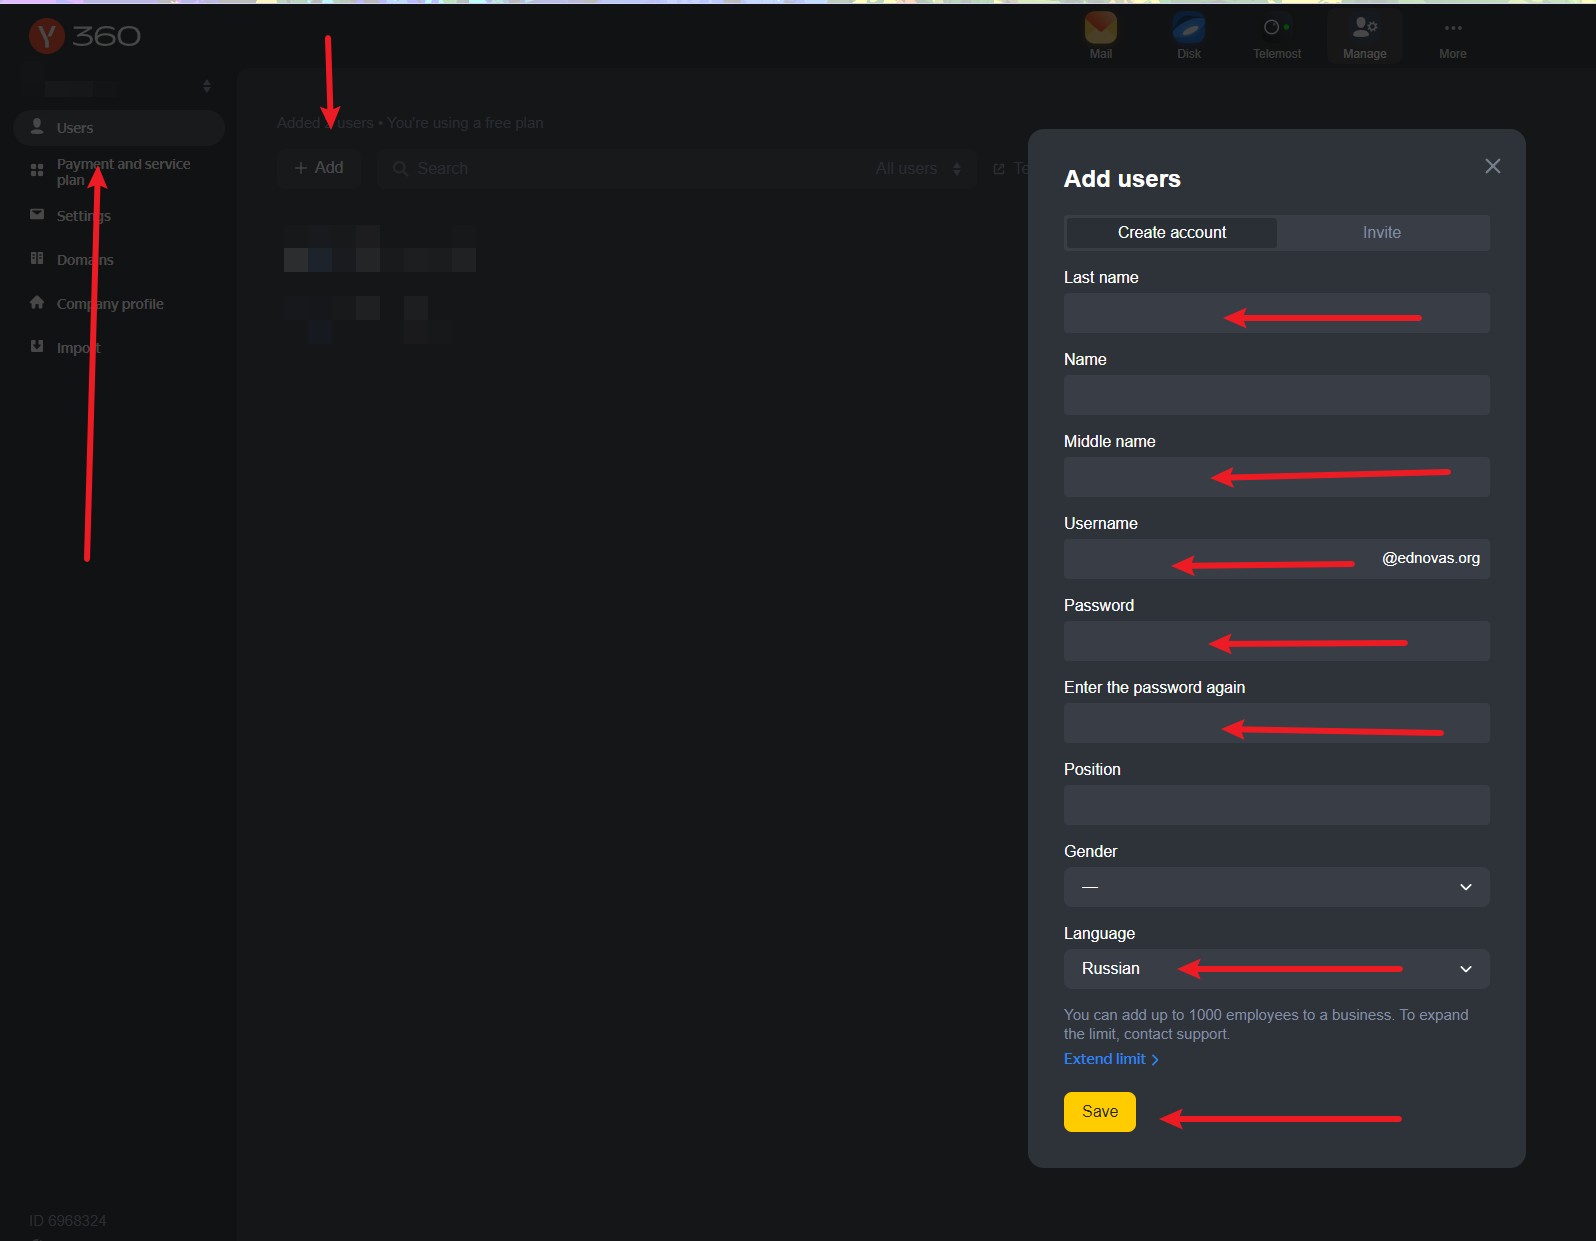 360
Mail
Disk
Telemost
Manage
More
Users
Payment and service
plan
Settings
Domains
Company profile
Import
ID 6968324
Added users • You're using a free plan
+ Add
Search
All users
Add users
Create account
Invite
Last name
Name
Middle name
Username
@ednovas.org
Password
Enter the password again
Position
Gender
—
Language
Russian
You can add up to 1000 employees to a business. To expand
the limit, contact support.
Extend limit >
Save